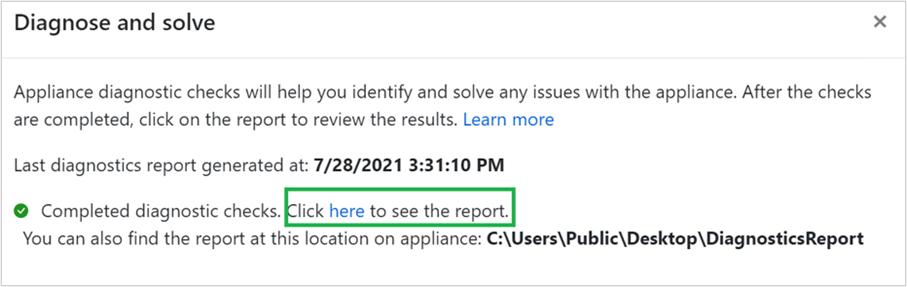 Diagnose and solve
Appliance diagnostic checks will help you identify and solve any issues with the appliance. After the checks
are completed, click on the report to review the results. Learn more
Last diagnostics report generated at: 7/28/2021 3:31:10 PM
Completed diagnostic checks. Click here to see the report.
You can also find the report at this location on appliance: C:\Users\Public\Desktop\DiagnosticsReport